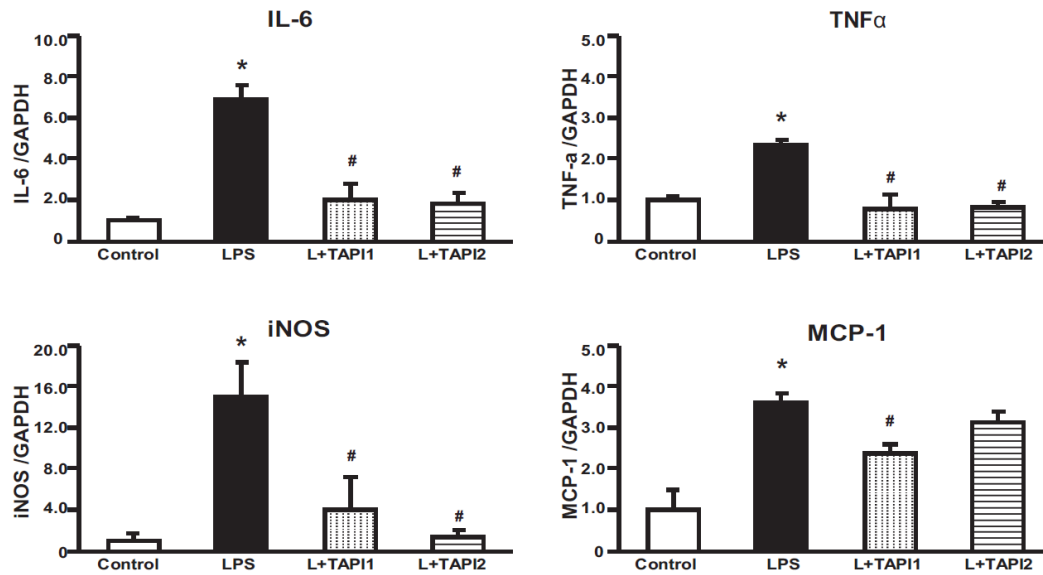 IL-6
10.0
8.0
6.0
4.0
2.0
0
IL-6 /GAPDH
*
#
#
Control LPS L+TAPI1 L+TAPI2
TNFα
5.0
4.0
3.0
2.0
1.0
0
TNF-a /GAPDH
*
#
#
Control LPS L+TAPI1 L+TAPI2
iNOS
20.0
16.0
12.0
8.0
4.0
0
iNOS /GAPDH
*
#
#
Control LPS L+TAPI1 L+TAPI2
MCP-1
5.0
4.0
3.0
2.0
1.0
0
MCP-1 /GAPDH
*
#
Control LPS L+TAPI1 L+TAPI2